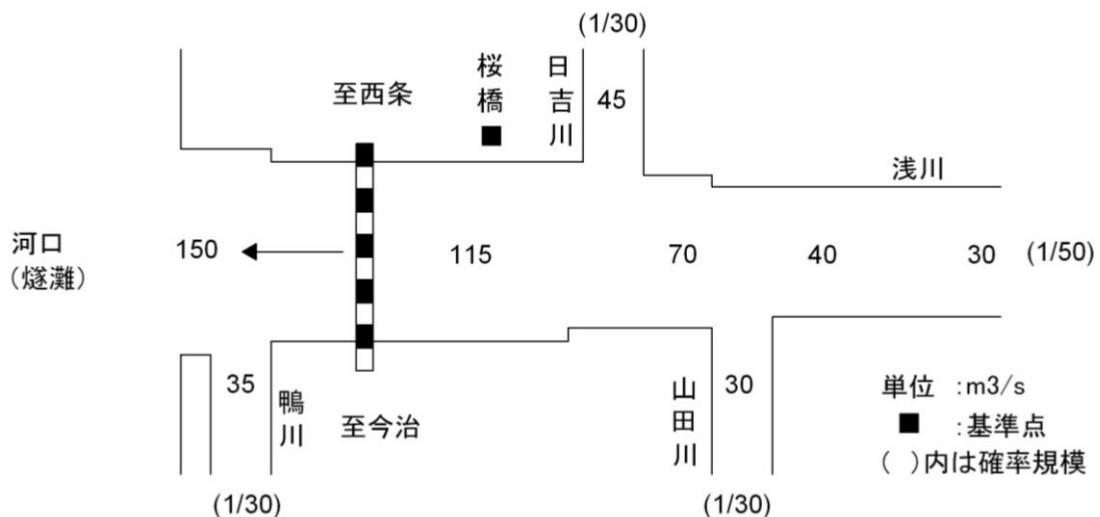 (1/30)
桜橋
日吉川
45
至西条
浅川
河口
(燧灘)
150
115
70
40
30
(1/50)
35
鴨川
至今治
山田川
30
単位 :m3/s
■ :基準点
( )内は確率規模
(1/30)
(1/30)